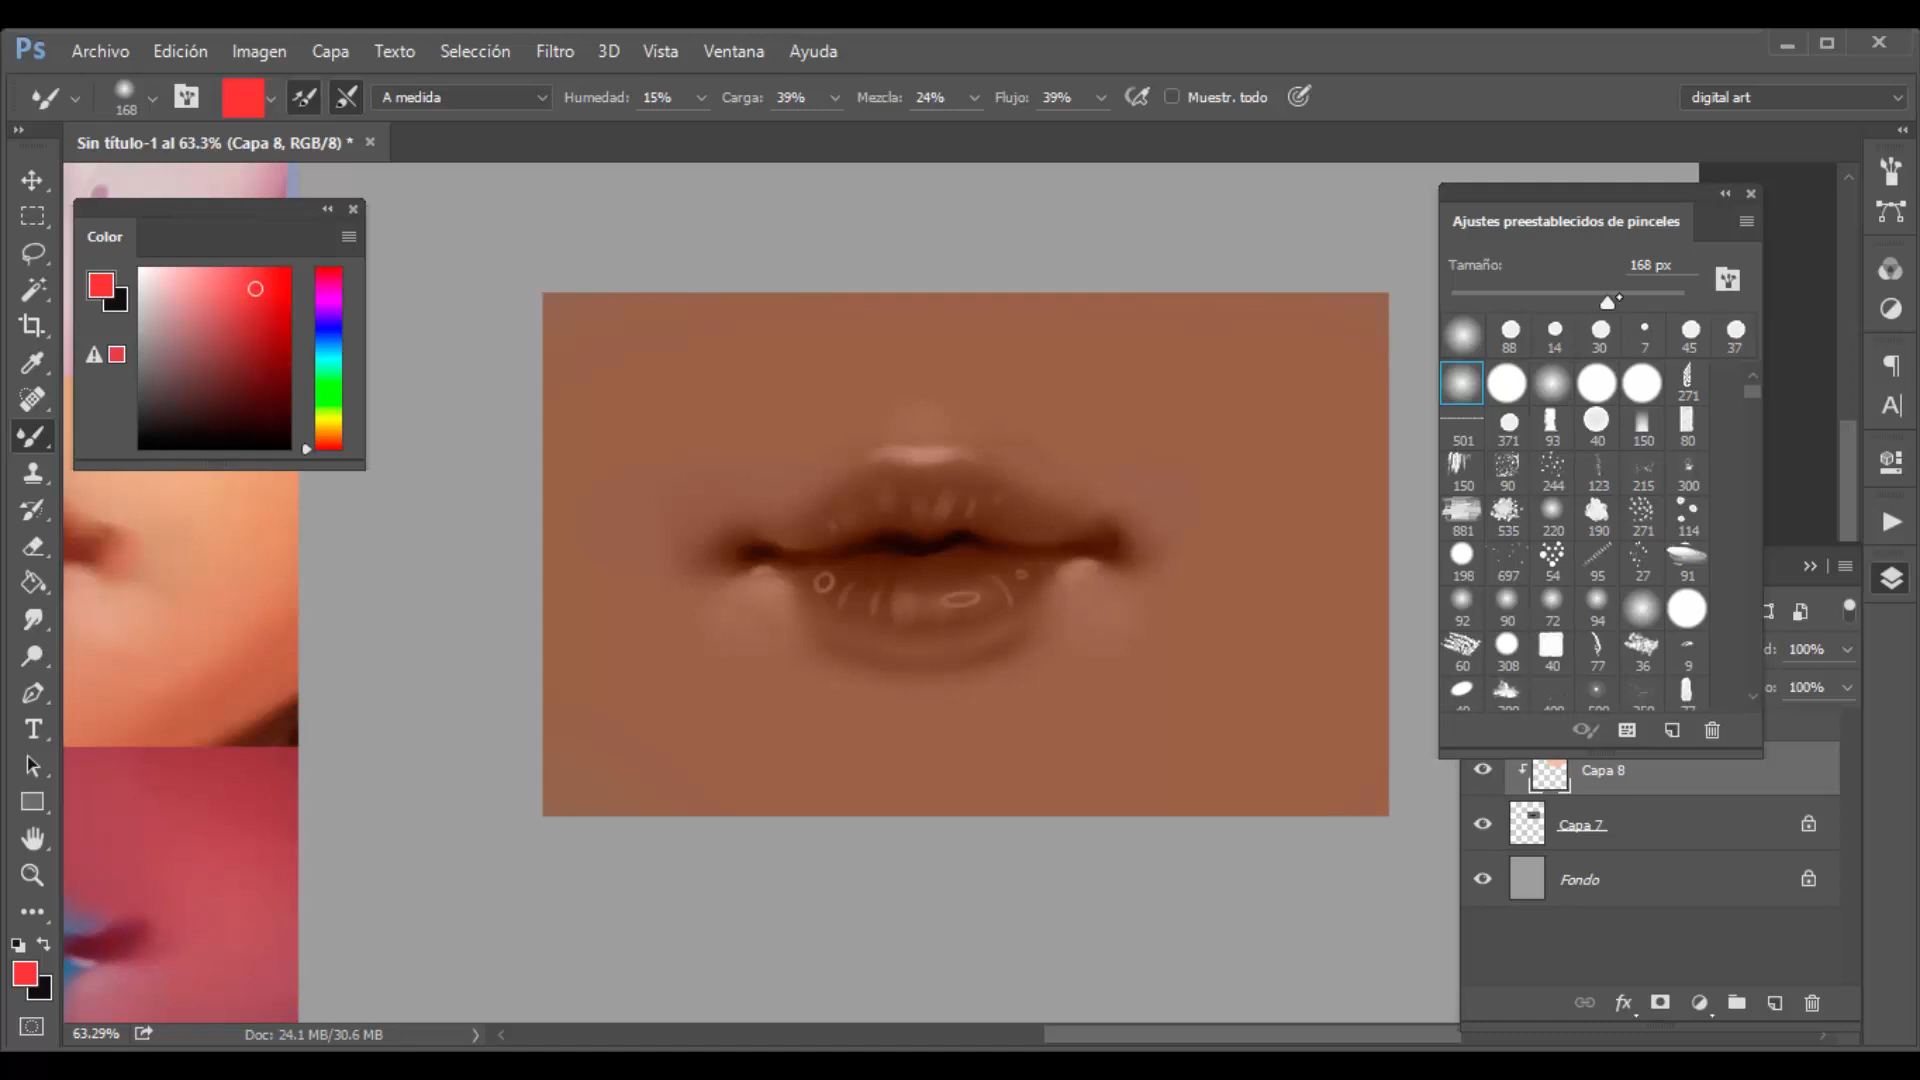 Ps Archivo Edición Imagen Capa Texto Selección Filtro 3D Vista Ventana Ayuda
168 A medida Humedad: 15% Carga: 39% Mezcla: 24% Flujo: 39% Muestr. todo digital art
Sin título-1 al 63.3% (Capa 8, RGB/8) *
Color
Ajustes preestablecidos de pinceles
Tamaño: 168 px
88 14 30 7 45 37
271
501 371 93 40 150 80
150 90 244 123 215 300
881 535 220 190 271 114
198 697 54 95 27 91
92 90 72 94
60 308 40 77 36 9
d: 100%
o: 100%
Capa 8
Capa 7
Fondo
fx
63.29% Doc: 24.1 MB/30.6 MB